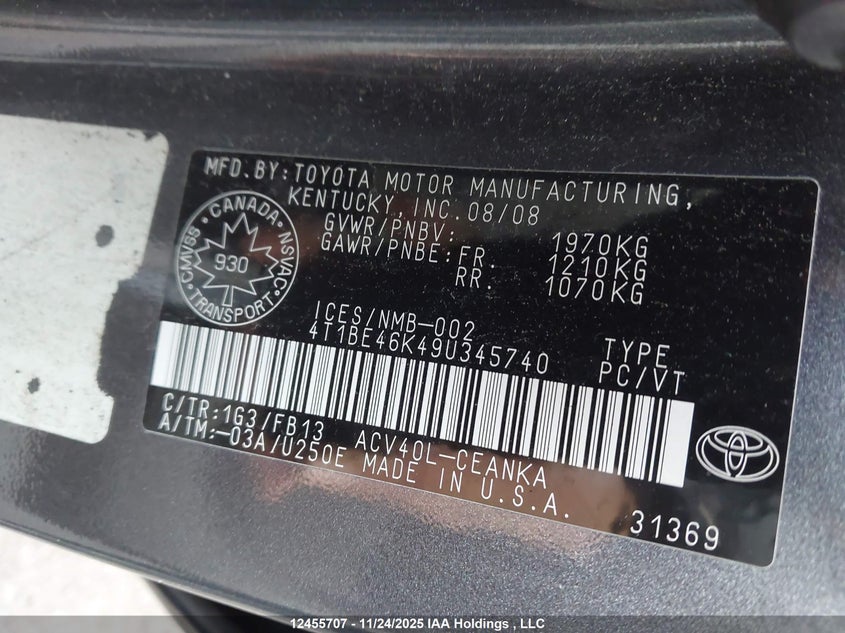 MFD.BY:TOYOTA MOTOR MANUFACTURING,
KENTUCKY,INC.08/08
GVWR/PNBV: 1970KG
GAWR/PNBE:FR. 1210KG
RR. 1070KG
CANADA
CMVSS NSVAC
930
TRANSPORT
ICES/NMB-002
4T1BE46K49U345740
TYPE
PC/VT
C/TR:1G3/FB13 ACV40L-CEANKA
A/TM:-03A/U250E MADE IN U.S.A.
31369
12455707 - 11/24/2025 IAA Holdings , LLC